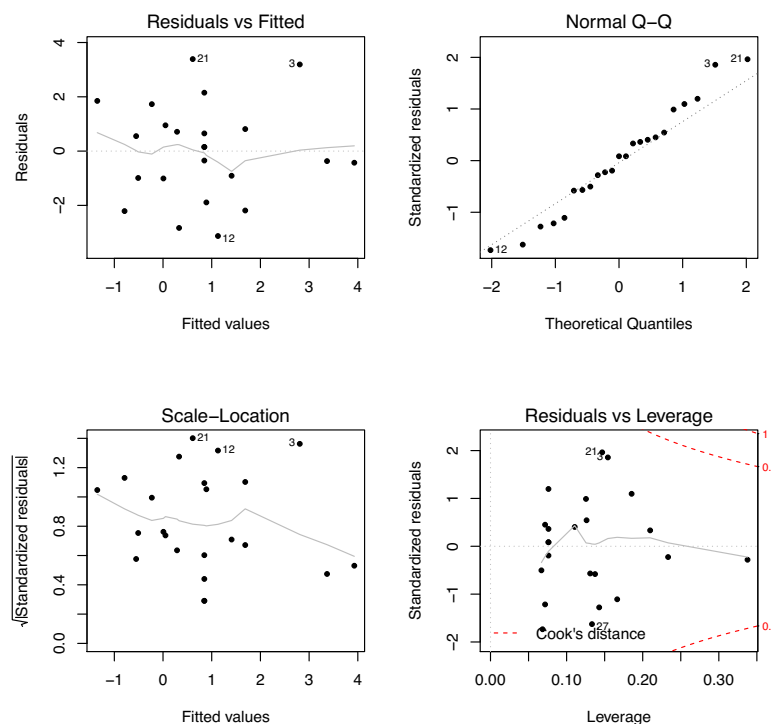 Residuals vs Fitted
Residuals
4
2
0
−2
21
3
12
−1 0 1 2 3 4
Fitted values
Normal Q−Q
Standardized residuals
2
1
0
−1
3 21
12
−2 −1 0 1 2
Theoretical Quantiles
Scale−Location
√|Standardized residuals|
1.2
0.8
0.4
0.0
21
12
3
−1 0 1 2 3 4
Fitted values
Residuals vs Leverage
Standardized residuals
2
1
0
−1
−2
21
3
27
1
0.
0.
Cook's distance
0.00 0.10 0.20 0.30
Leverage